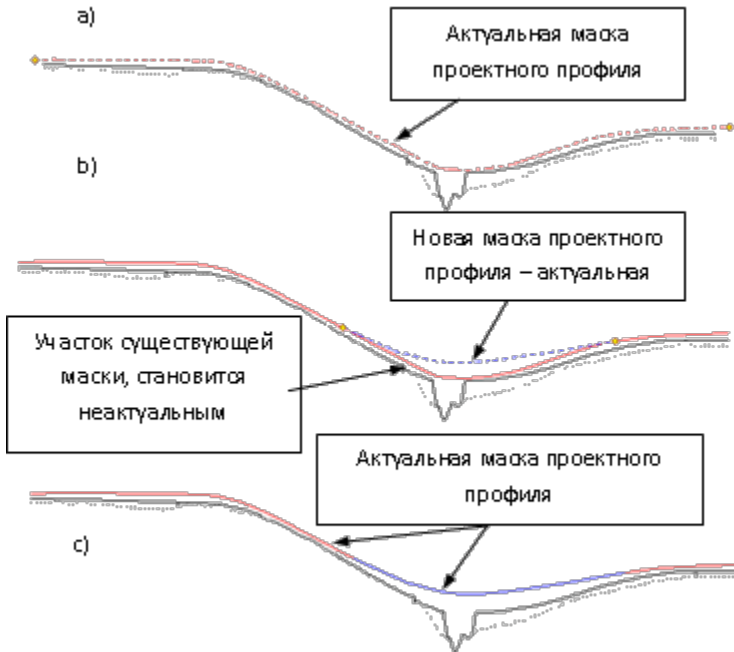 a)
Актуальная маска
проектного профиля
b)
Новая маска проектного
профиля – актуальная
Участок существующей
маски, становится
неактуальным
Актуальная маска проектного
профиля
c)